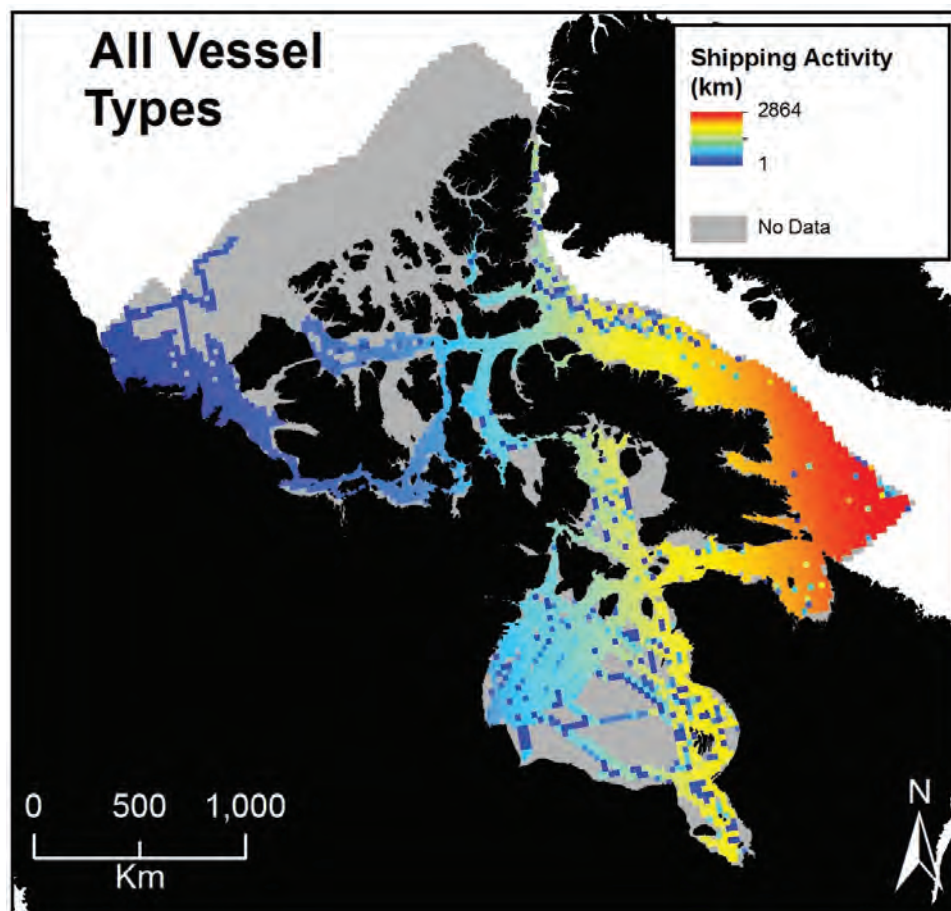 All Vessel
Types
Shipping Activity
(km)
2864
1
No Data
0 500 1,000
Km
N